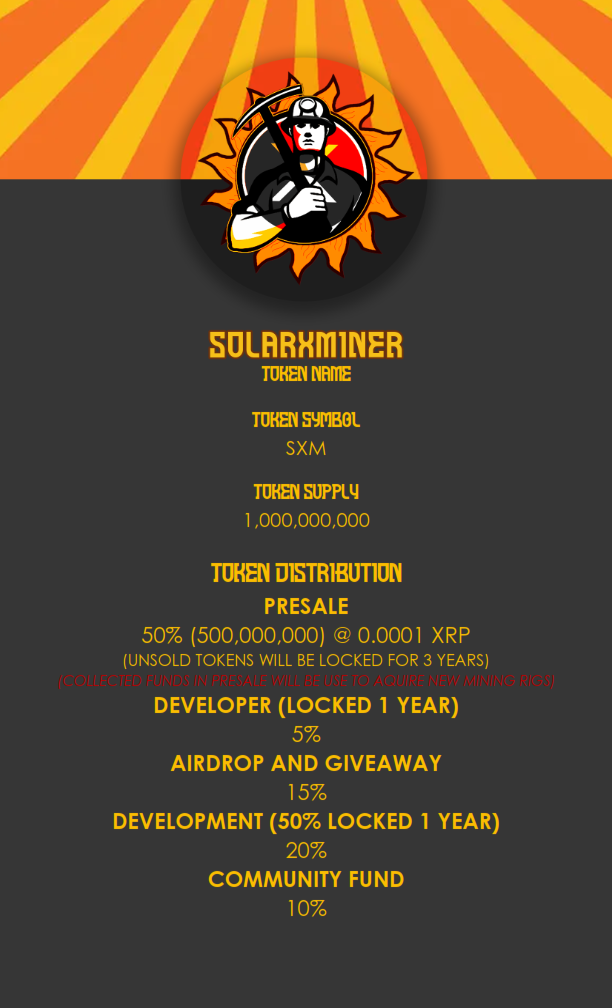 SOLARXMINER
TOKEN NAME
TOKEN SYMBOL
SXM
TOKEN SUPPLY
1,000,000,000
TOKEN DISTRIBUTION
PRESALE
50% (500,000,000) @ 0.0001 XRP
(UNSOLD TOKENS WILL BE LOCKED FOR 3 YEARS)
(COLLECTED FUNDS IN PRESALE WILL BE USE TO AQUIRE NEW MINING RIGS)
DEVELOPER (LOCKED 1 YEAR)
5%
AIRDROP AND GIVEAWAY
15%
DEVELOPMENT (50% LOCKED 1 YEAR)
20%
COMMUNITY FUND
10%